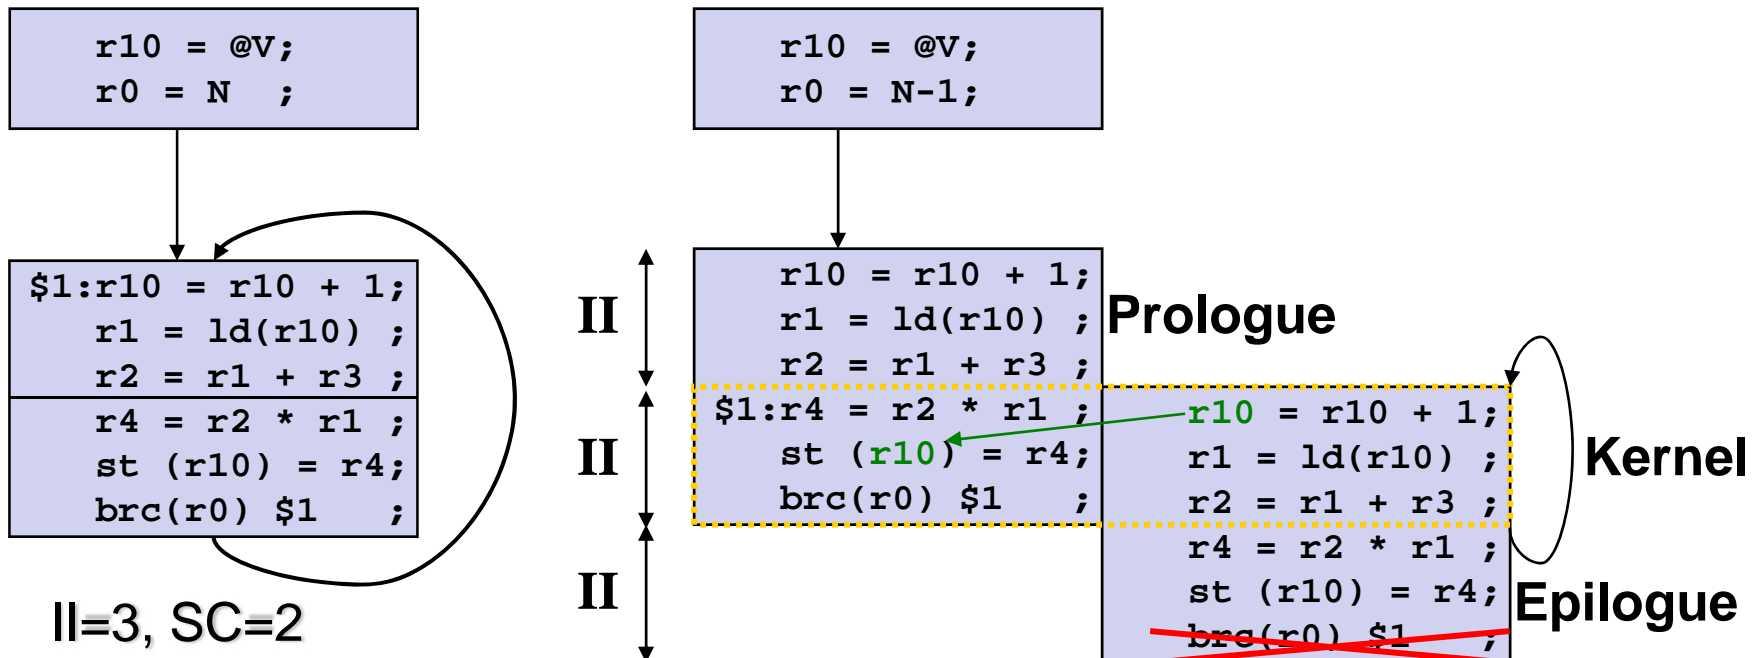 r10 = @V;
r0 = N  ;
$1:r10 = r10 + 1;
r1 = ld(r10) ;
r2 = r1 + r3 ;
r4 = r2 * r1 ;
st (r10) = r4;
brc(r0) $1   ;
II=3, SC=2
r10 = @V;
r0 = N-1;
II
r10 = r10 + 1;
r1 = ld(r10) ;
r2 = r1 + r3 ;
Prologue
II
$1:r4 = r2 * r1 ;
st (r10) = r4;
brc(r0) $1   ;
r10 = r10 + 1;
r1 = ld(r10) ;
r2 = r1 + r3 ;
Kernel
II
r4 = r2 * r1 ;
st (r10) = r4;
brc(r0) $1   ;
Epilogue